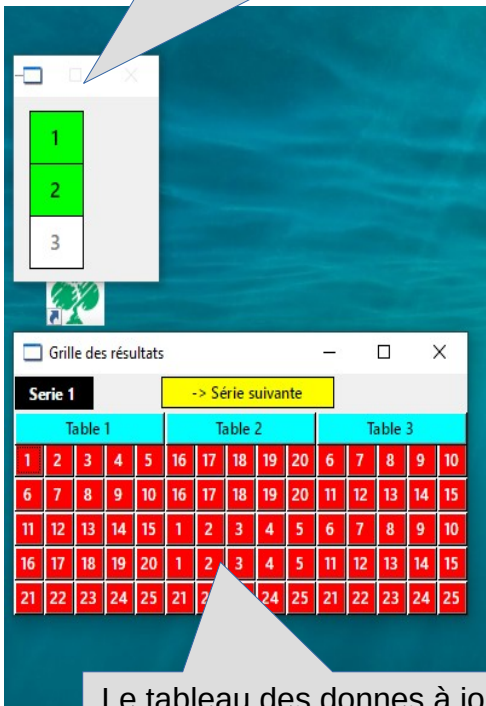 1
2
3
Grille des résultats
Serie 1 -> Série suivante
Table 1 Table 2 Table 3
1 2 3 4 5 16 17 18 19 20 6 7 8 9 10
6 7 8 9 10 16 17 18 19 20 11 12 13 14 15
11 12 13 14 15 1 2 3 4 5 6 7 8 9 10
16 17 18 19 20 1 2 3 4 5 11 12 13 14 15
21 22 23 24 25 21 24 25 21 22 23 24 25
Le tableau des donnes à jo